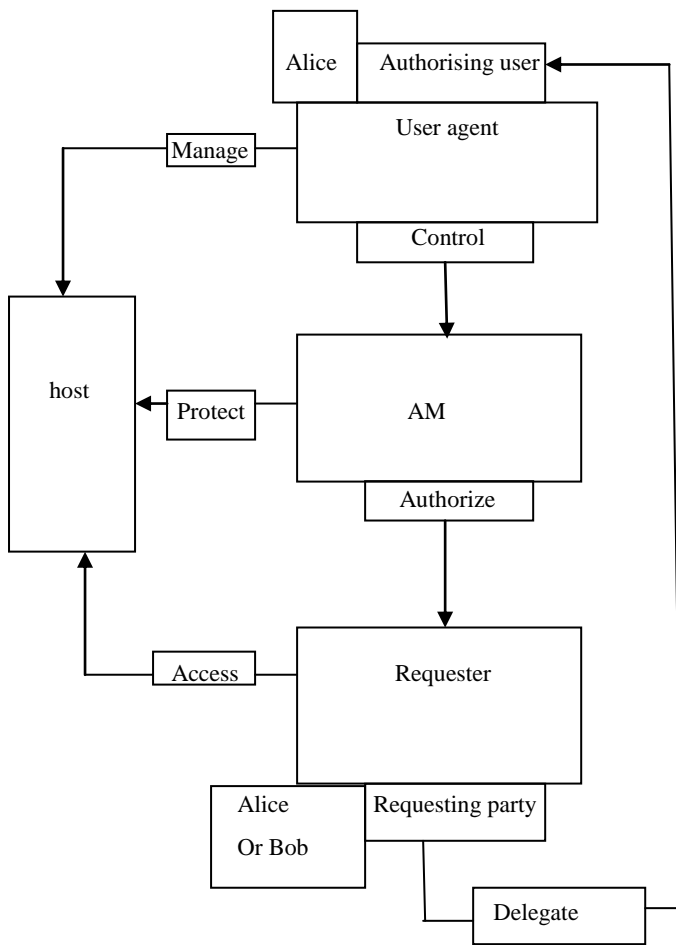 Alice
Authorising user
User agent
Manage
Control
host
Protect
AM
Authorize
Access
Requester
Alice
Or Bob
Requesting party
Delegate